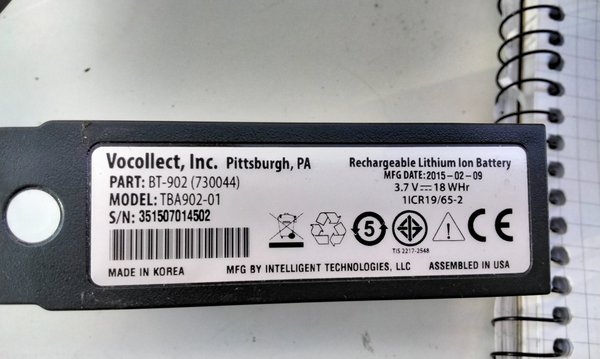 Vocollect, Inc. Pittsburgh, PA
PART: BT-902 (730044)
MODEL: TBA902-01
S/N: 351507014502
Rechargeable Lithium Ion Battery
MFG DATE: 2015-02-09
3.7 V⎓18 WHr
1ICR19/65-2
5
TIS 2217-2548
CE
MADE IN KOREA
MFG BY INTELLIGENT TECHNOLOGIES, LLC
ASSEMBLED IN USA